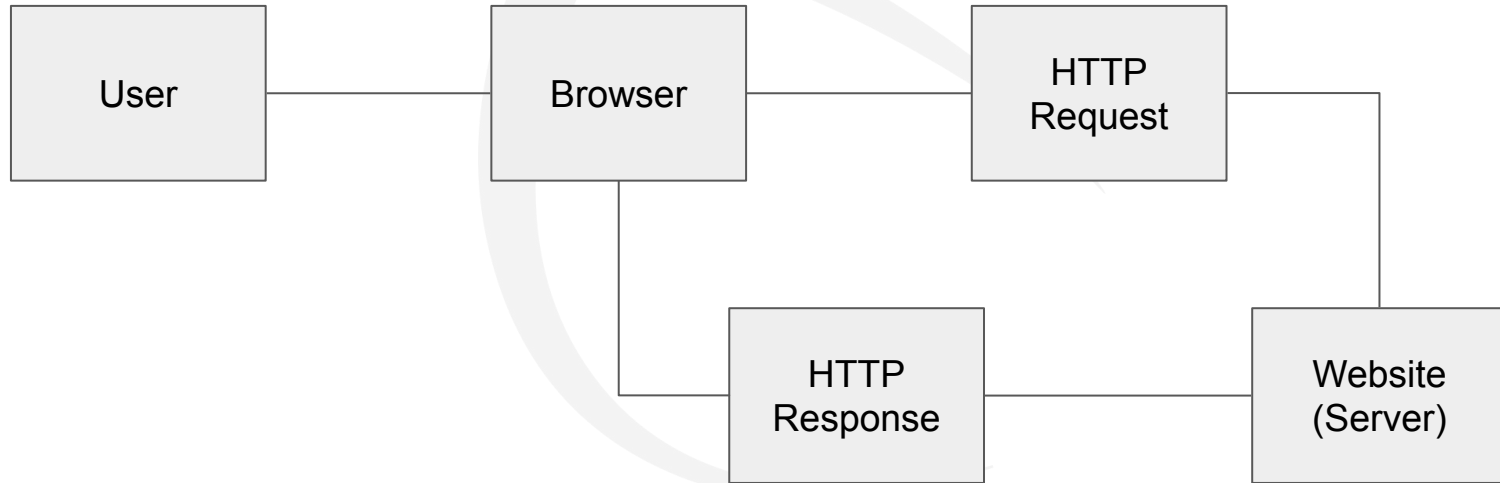 User
Browser
HTTP
Request
HTTP
Response
Website
(Server)